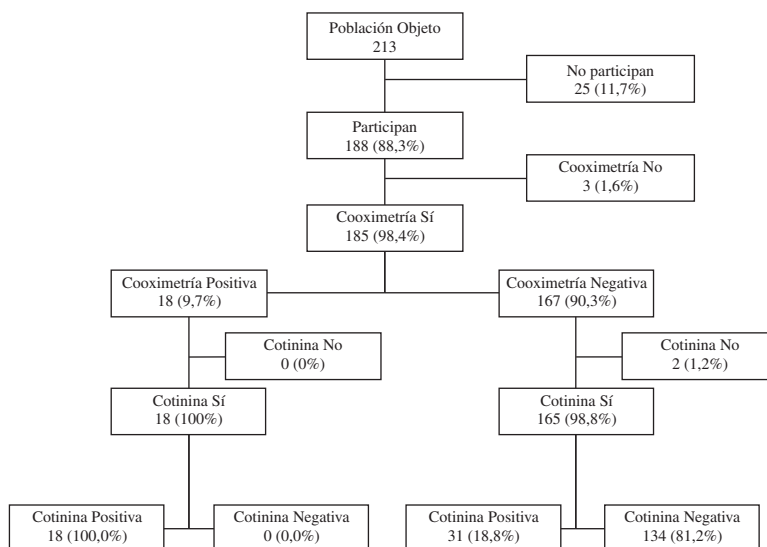 Población Objeto
213
No participan
25 (11,7%)
Participan
188 (88,3%)
Cooximetría No
3 (1,6%)
Cooximetría Sí
185 (98,4%)
Cooximetría Positiva
18 (9,7%)
Cooximetría Negativa
167 (90,3%)
Cotinina No
0 (0%)
Cotinina No
2 (1,2%)
Cotinina Sí
18 (100%)
Cotinina Sí
165 (98,8%)
Cotinina Positiva
18 (100,0%)
Cotinina Negativa
0 (0,0%)
Cotinina Positiva
31 (18,8%)
Cotinina Negativa
134 (81,2%)